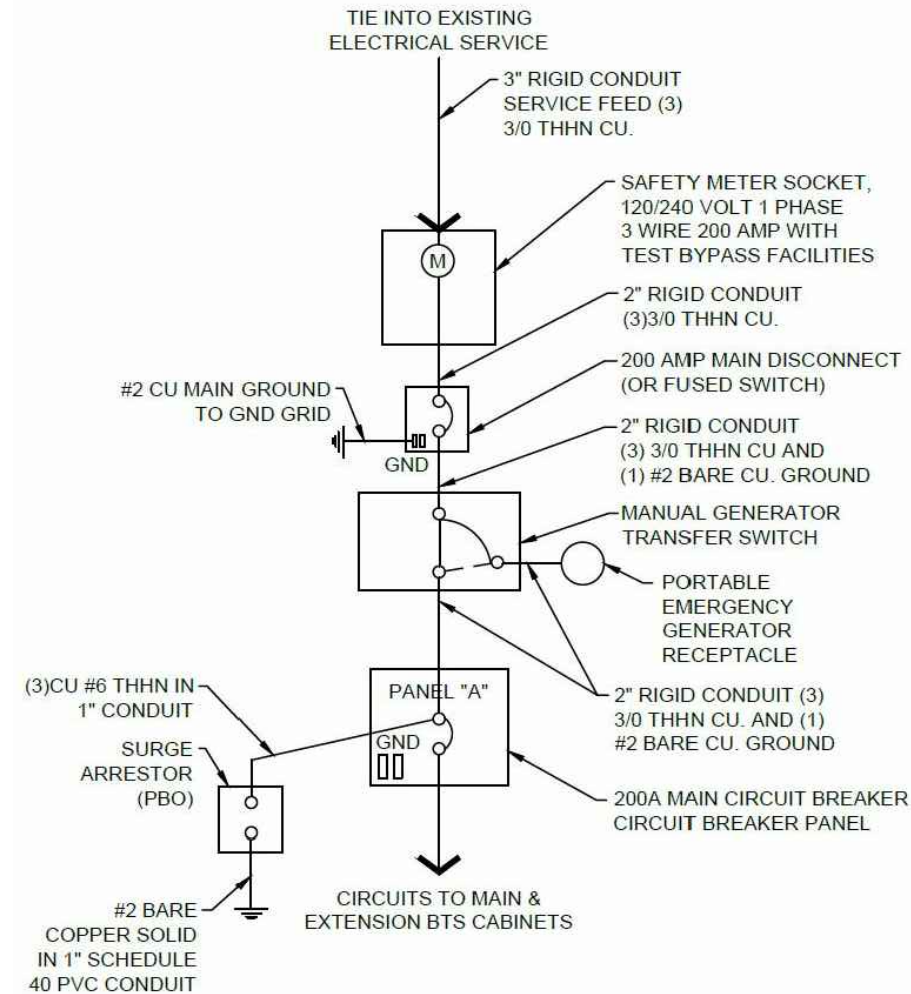 TIE INTO EXISTING
ELECTRICAL SERVICE
3" RIGID CONDUIT
SERVICE FEED (3)
3/0 THHN CU.
SAFETY METER SOCKET,
120/240 VOLT 1 PHASE
3 WIRE 200 AMP WITH
TEST BYPASS FACILITIES
M
2" RIGID CONDUIT
(3)3/0 THHN CU.
200 AMP MAIN DISCONNECT
(OR FUSED SWITCH)
#2 CU MAIN GROUND
TO GND GRID
GND
2" RIGID CONDUIT
(3) 3/0 THHN CU AND
(1) #2 BARE CU. GROUND
MANUAL GENERATOR
TRANSFER SWITCH
PORTABLE
EMERGENCY
GENERATOR
RECEPTACLE
(3)CU #6 THHN IN
1" CONDUIT
PANEL "A"
GND
2" RIGID CONDUIT (3)
3/0 THHN CU. AND (1)
#2 BARE CU. GROUND
SURGE
ARRESTOR
(PBO)
200A MAIN CIRCUIT BREAKER
CIRCUIT BREAKER PANEL
CIRCUITS TO MAIN &
EXTENSION BTS CABINETS
#2 BARE
COPPER SOLID
IN 1" SCHEDULE
40 PVC CONDUIT